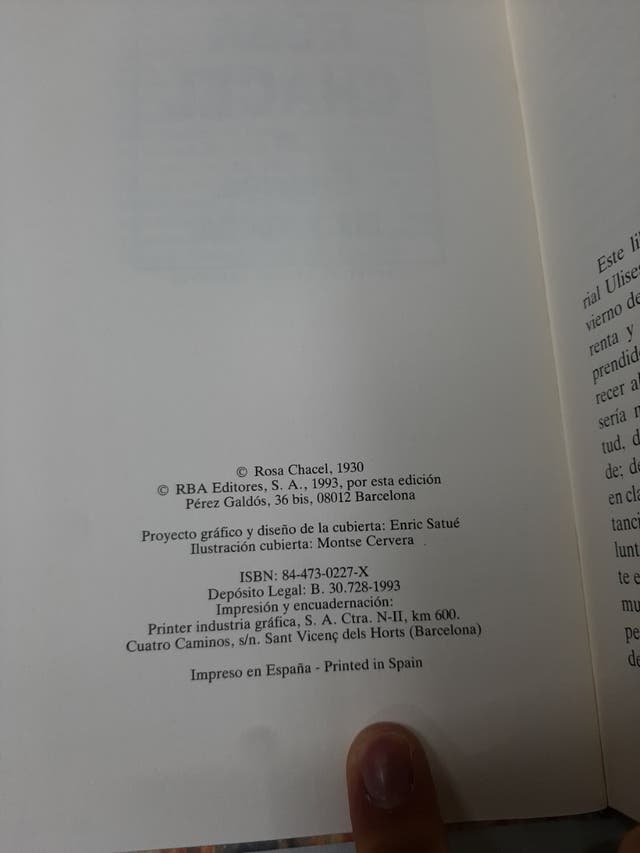 © Rosa Chacel, 1930
© RBA Editores, S. A., 1993, por esta edición
Pérez Galdós, 36 bis, 08012 Barcelona
Proyecto gráfico y diseño de la cubierta: Enric Satué
Ilustración cubierta: Montse Cervera
ISBN: 84-473-0227-X
Depósito Legal: B. 30.728-1993
Impresión y encuadernación:
Printer industria gráfica, S. A. Ctra. N-II, km 600.
Cuatro Caminos, s/n. Sant Vicenç dels Horts (Barcelona)
Impreso en España - Printed in Spain
Este li
rial Ulise
vierno de
renta y
prendid
recer al
sería
tud, d
de; de
en cla
tanci
lunt
te e
mu
pe
de